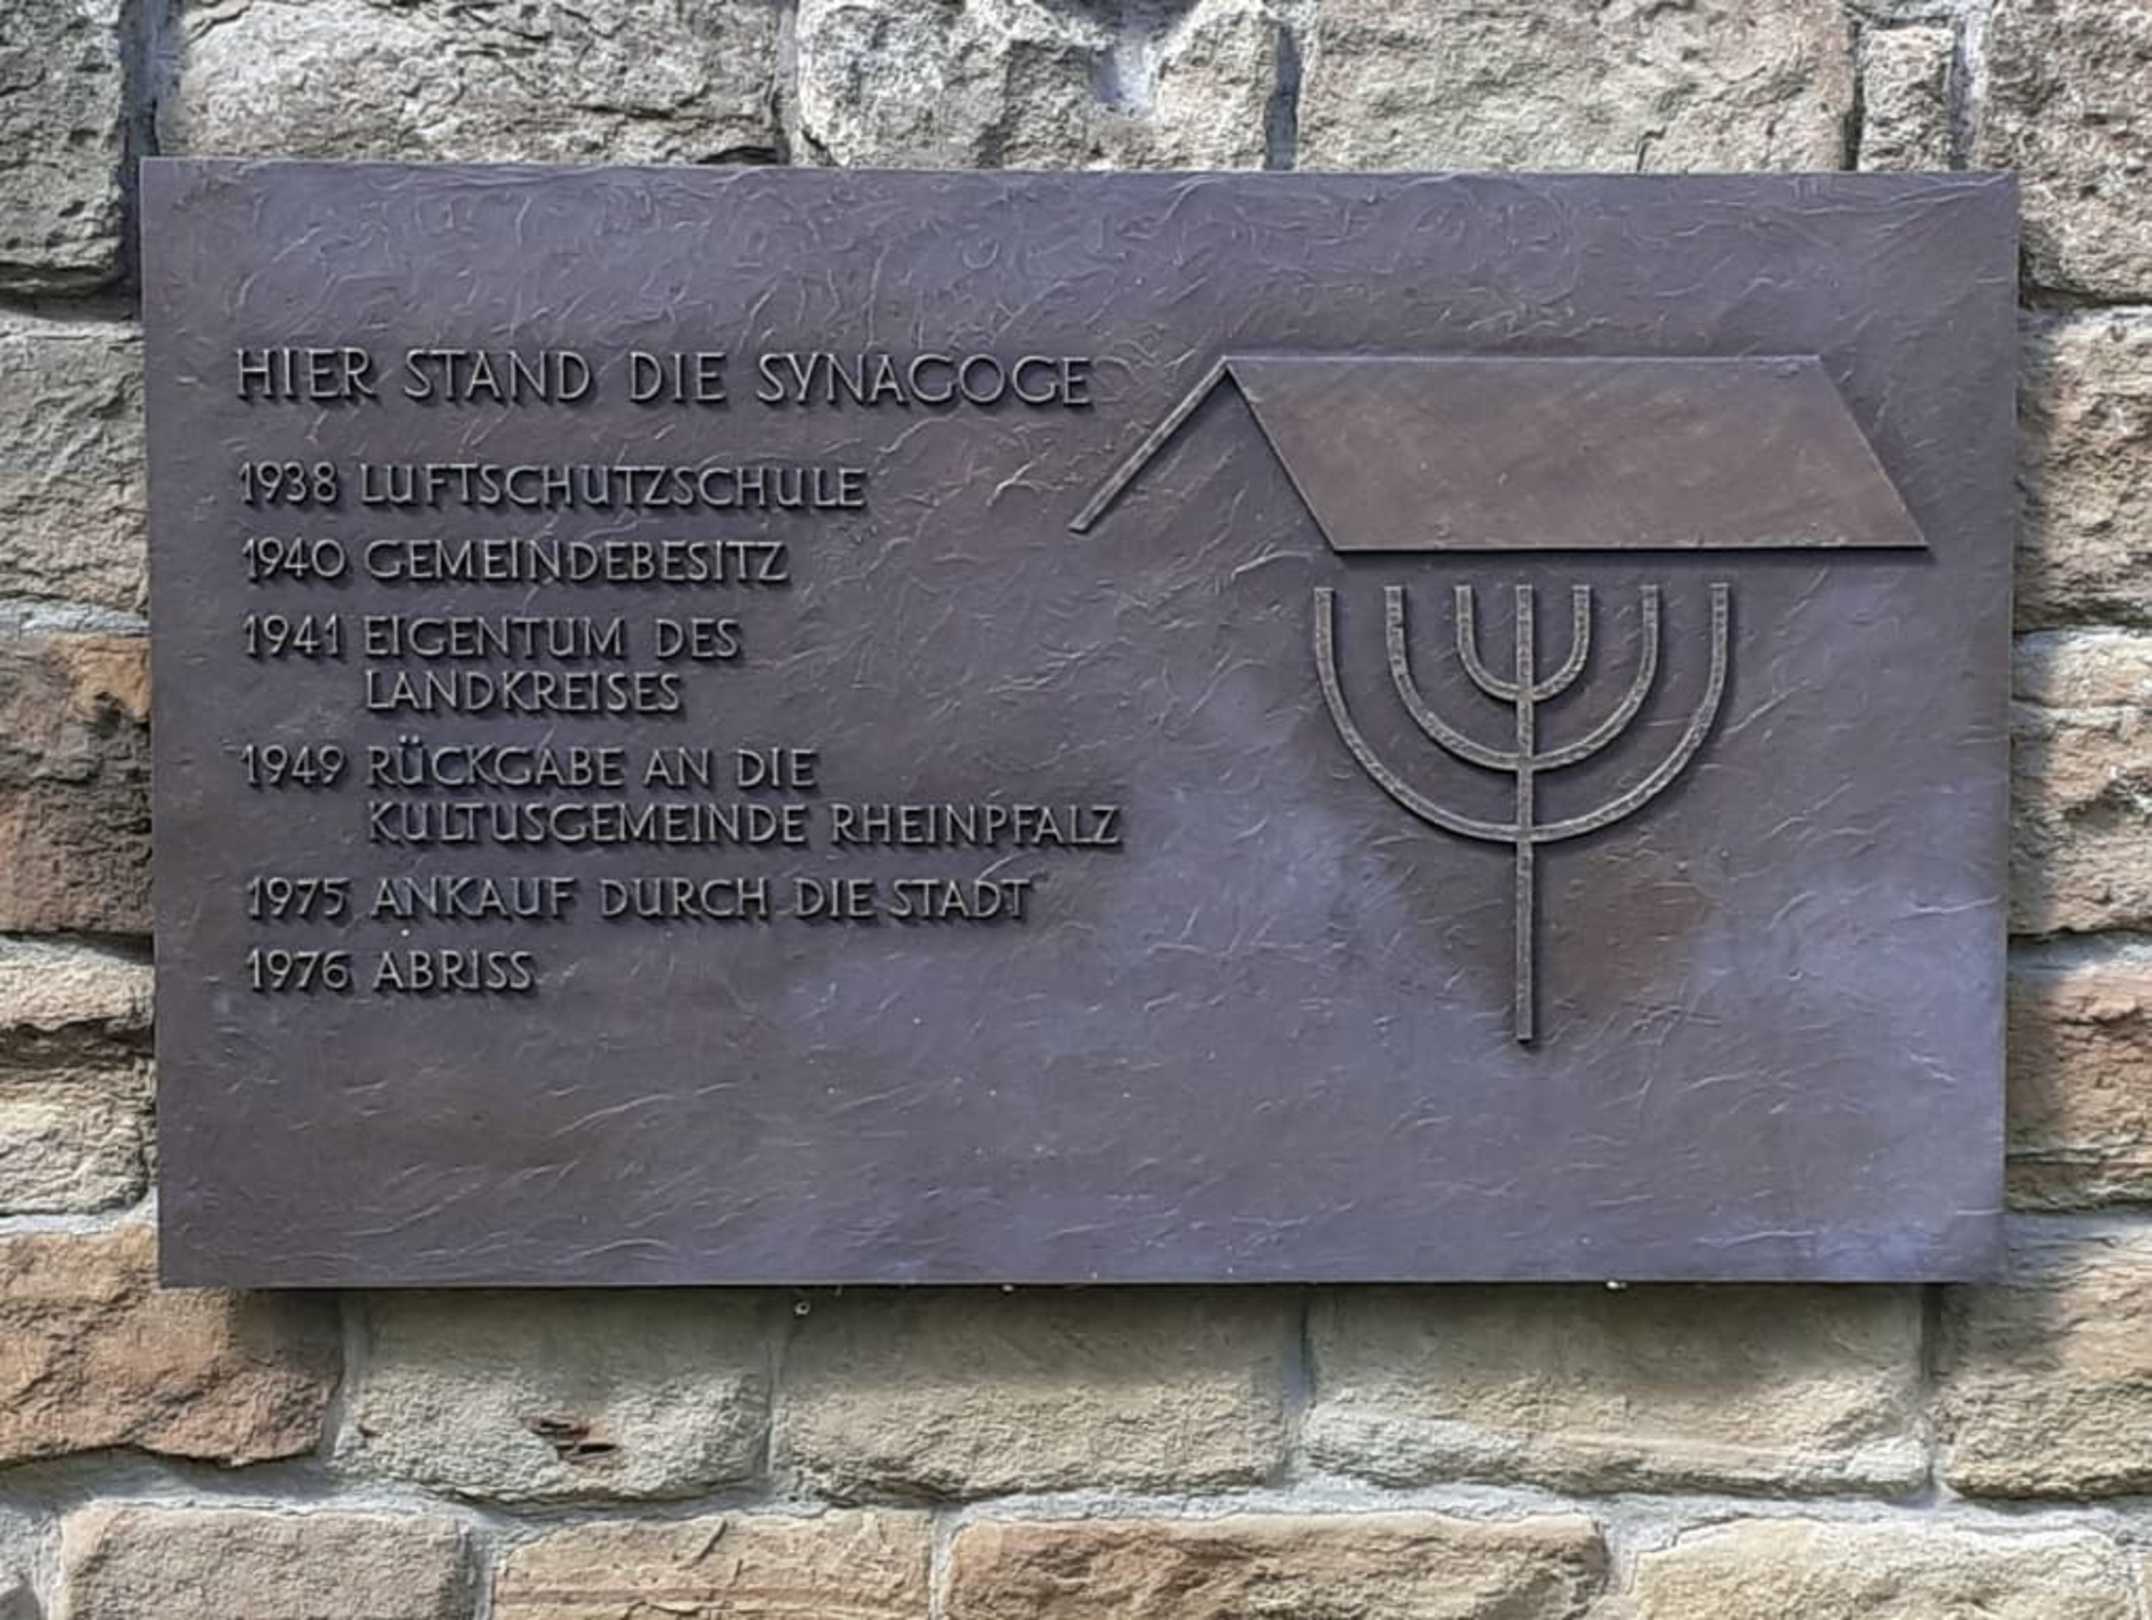 HIER STAND DIE SYNAGOGE
1938 LUFTSCHUTZSCHULE
1940 GEMEINDEBESITZ
1941 EIGENTUM DES
LANDKREISES
1949 RÜCKGABE AN DIE
KULTUSGEMEINDE RHEINPFALZ
1975 ANKAUF DURCH DIE STADT
1976 ABRISS